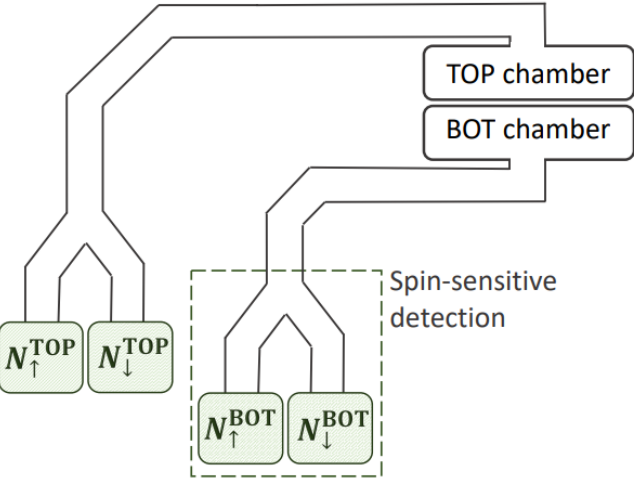 TOP chamber
BOT chamber
Spin-sensitive
detection
N↑^TOP
N↓^TOP
N↑^BOT
N↓^BOT